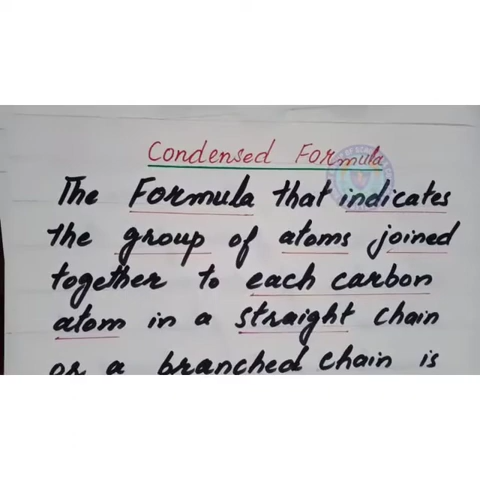 Condensed Formula
The Formula that indicates
the group of atoms joined
together to each carbon
atom in a straight chain
or a branched chain is